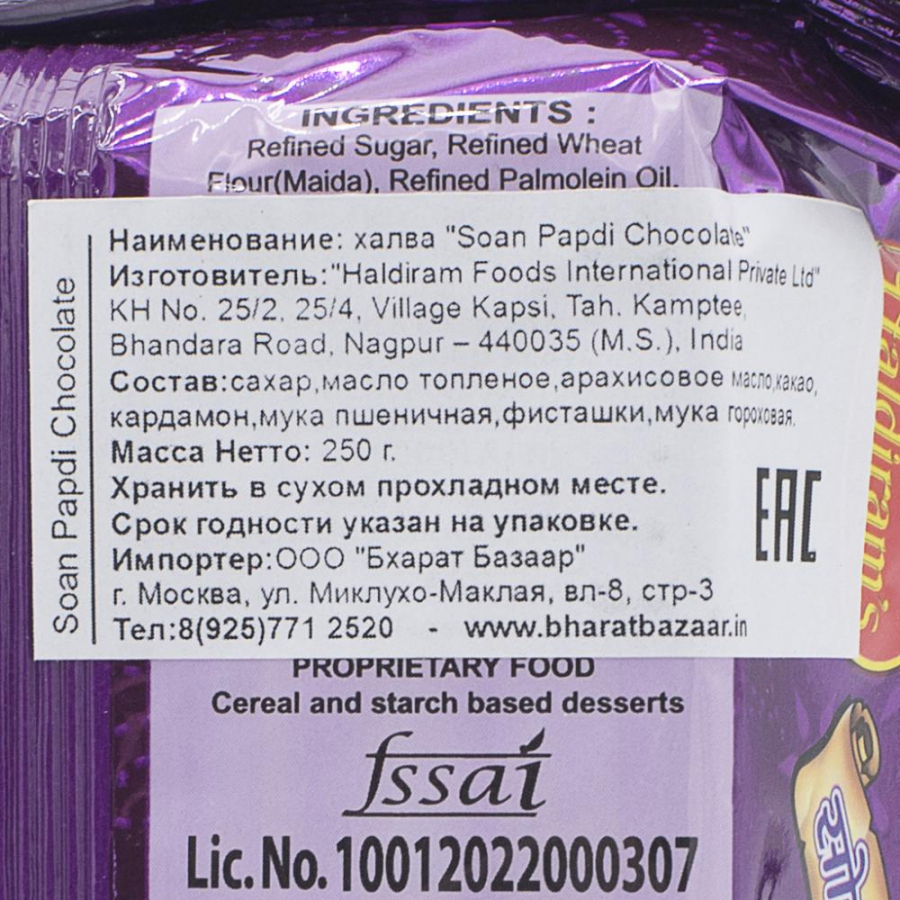 INGREDIENTS :
Refined Sugar, Refined Wheat
Flour(Maida), Refined Palmolein Oil,
Soan Papdi Chocolate
Наименование: халва "Soan Papdi Chocolate"
Изготовитель:"Haldiram Foods International Private Ltd"
KH No. 25/2, 25/4, Village Kapsi, Tah. Kamptee,
Bhandara Road, Nagpur – 440035 (M.S.), India
Состав:сахар,масло топленое,арахисовое масло,какао,
кардамон,мука пшеничная,фисташки,мука гороховая.
Масса Нетто: 250 г.
Хранить в сухом прохладном месте.
Срок годности указан на упаковке.
Импортер:ООО "Бхарат Базаар"
г. Москва, ул. Миклухо-Маклая, вл-8, стр-3
Тел:8(925)771 2520 - www.bharatbazaar.in
EAC
Haldiram's
PROPRIETARY FOOD
Cereal and starch based desserts
fssai
Lic. No. 10012022000307